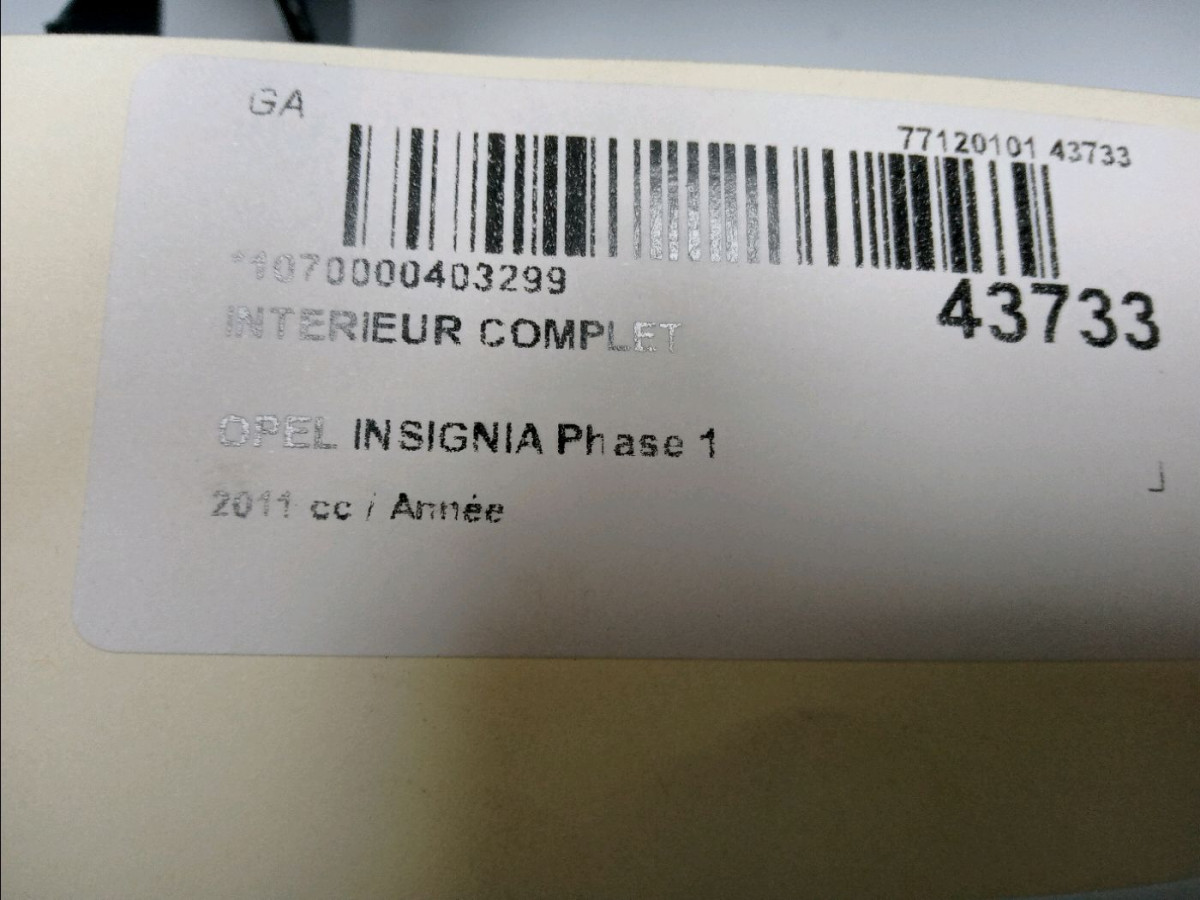 GA
77120101 43733
*1070000403299
43733
INTERIEUR COMPLET
OPEL INSIGNIA Phase 1
2011 cc / Année